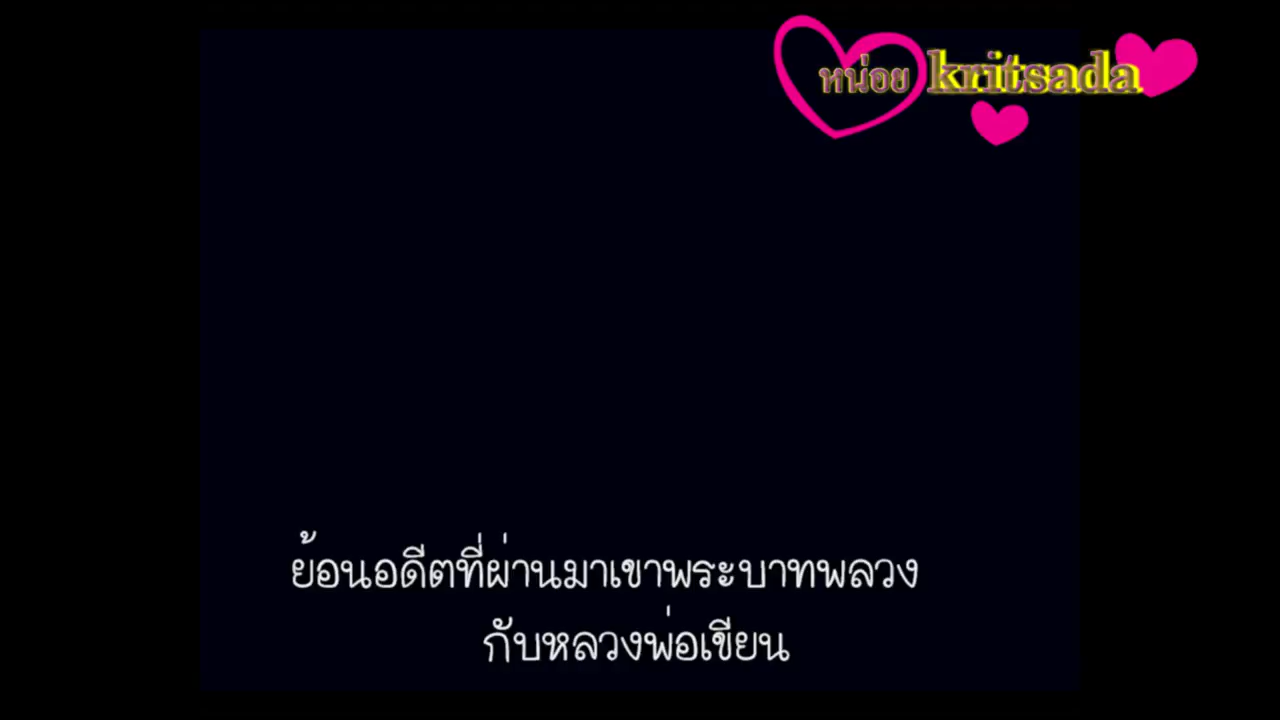 หน่อย kritsada
ย้อนอดีตที่ผ่านมาเขาพระบาทพลวง
กับหลวงพ่อเขียน